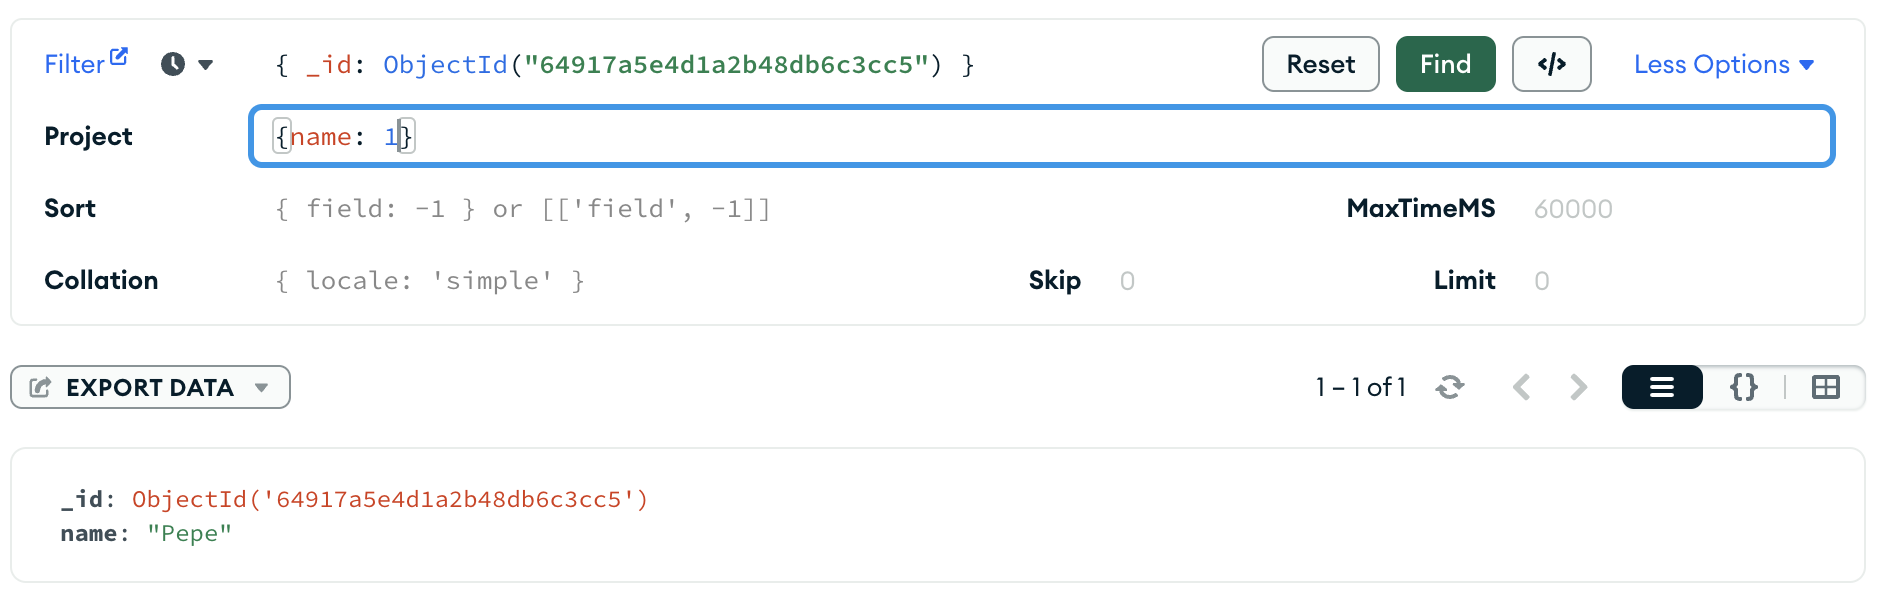 Filter { _id: ObjectId("64917a5e4d1a2b48db6c3cc5") } Reset Find </> Less Options
Project {name: 1}
Sort { field: -1 } or [['field', -1]] MaxTimeMS 60000
Collation { locale: 'simple' } Skip 0 Limit 0
EXPORT DATA 1 – 1 of 1 {}
_id: ObjectId('64917a5e4d1a2b48db6c3cc5')
name: "Pepe"